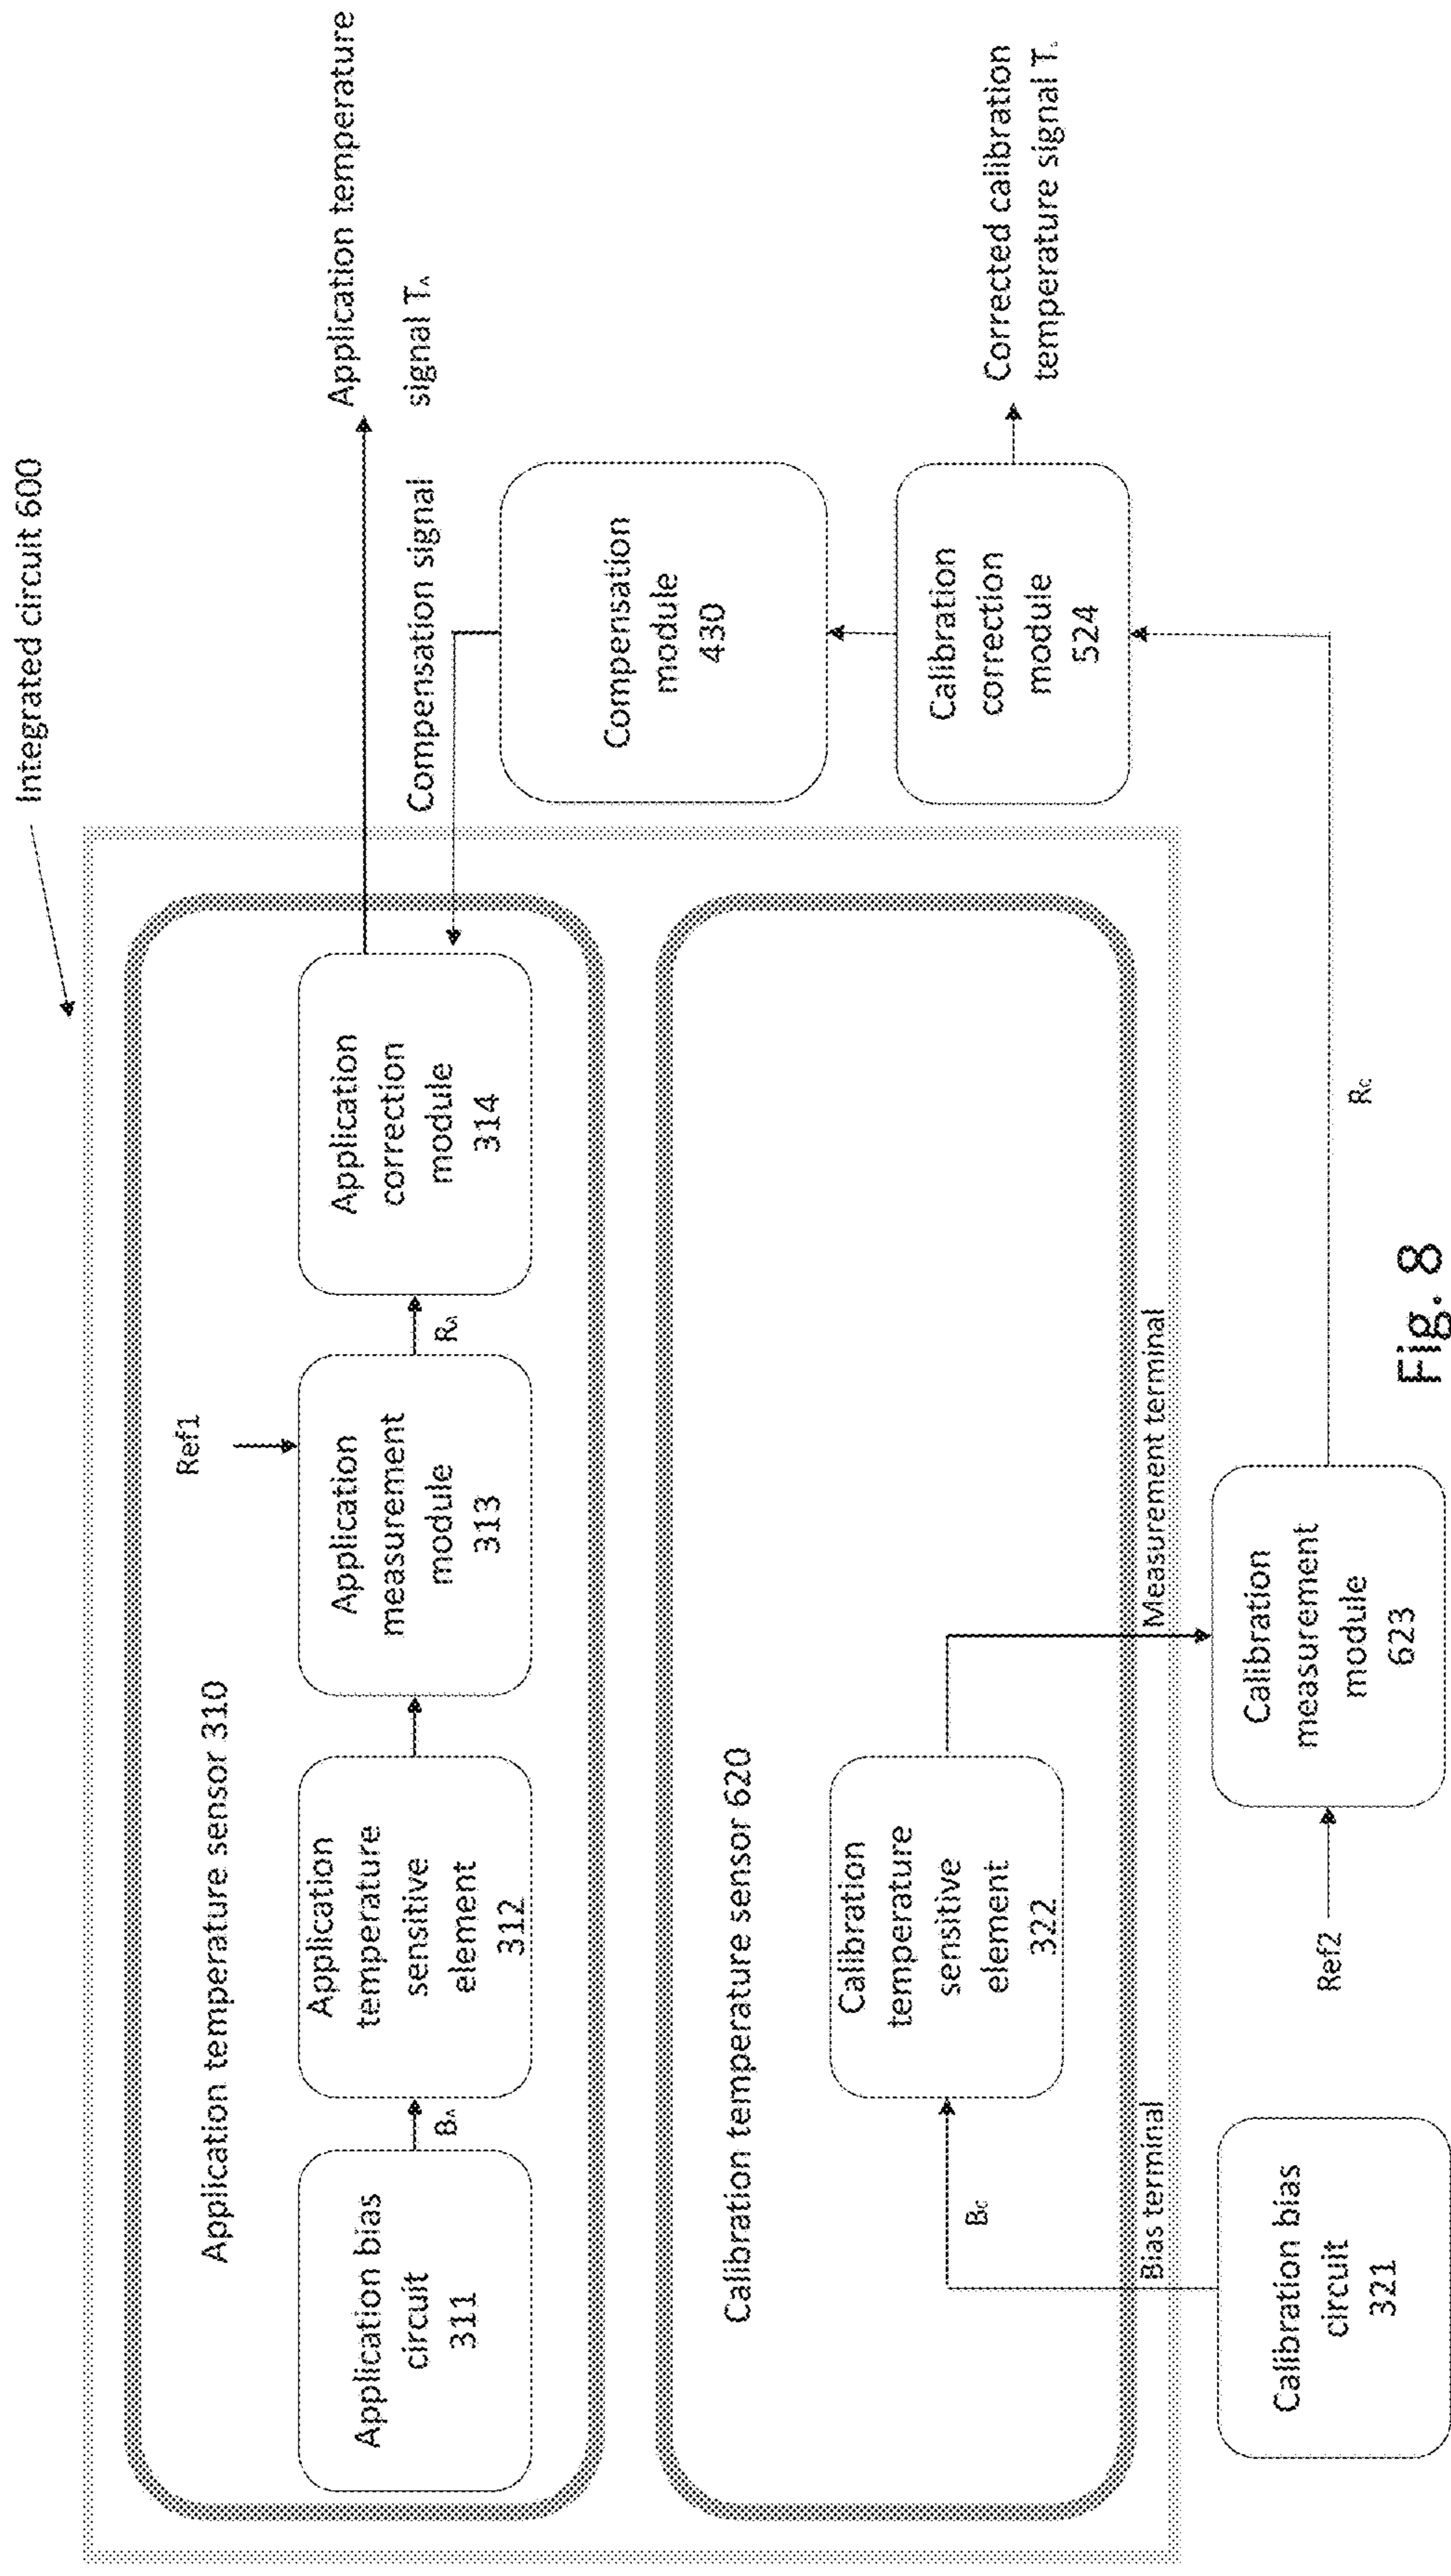 Integrated circuit 600
Application temperature sensor 310
Ref1
Application bias
circuit
311
BA
Application
temperature
sensitive
element
312
Application
measurement
module
313
RA
Application
correction
module
314
Application temperature
signal TA
Compensation signal
Compensation
module
430
Calibration temperature sensor 620
Calibration
temperature
sensitive
element
322
BC
Bias terminal
Measurement terminal
Calibration
correction
module
524
Corrected calibration
temperature signal T
Calibration bias
circuit
321
Ref2
Calibration
measurement
module
623
RC
Fig. 8